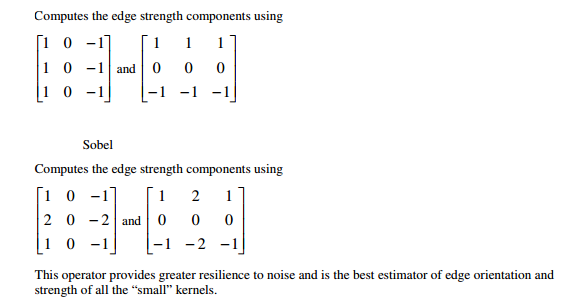 Computes the edge strength components using
[1 0 −1] [1 1 1]
[1 0 −1] and [0 0 0]
[1 0 −1] [−1 −1 −1]
Sobel
Computes the edge strength components using
[1 0 −1] [1 2 1]
[2 0 −2] and [0 0 0]
[1 0 −1] [−1 −2 −1]
This operator provides greater resilience to noise and is the best estimator of edge orientation and
strength of all the “small” kernels.